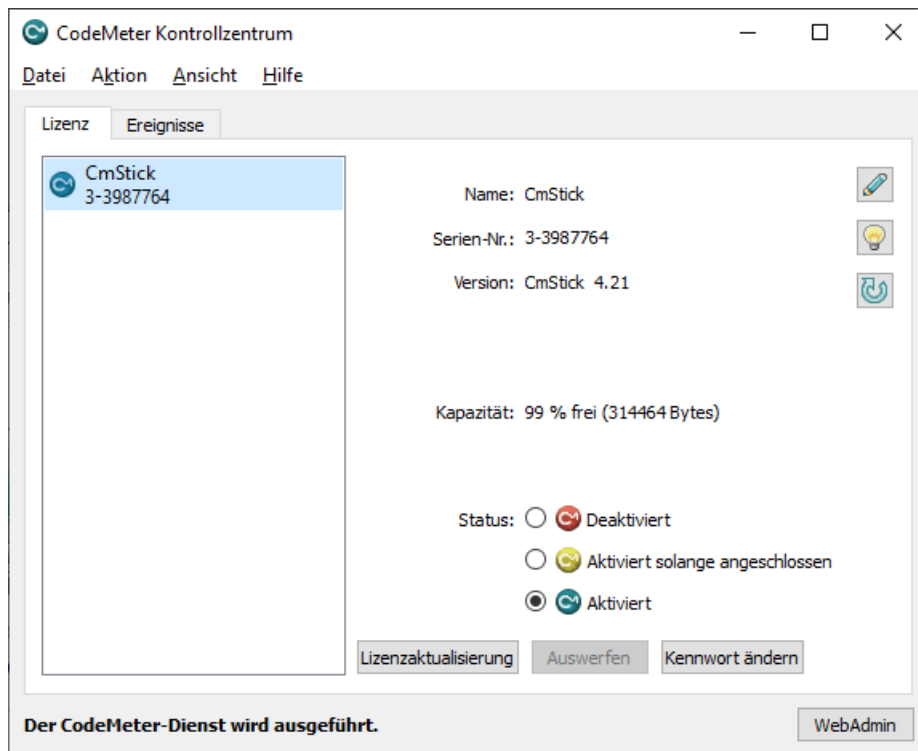 CodeMeter Kontrollzentrum
Datei Aktion Ansicht Hilfe
Lizenz Ereignisse
CmStick
3-3987764
Name: CmStick
Serien-Nr.: 3-3987764
Version: CmStick 4.21
Kapazität: 99 % frei (314464 Bytes)
Status: Deaktiviert
Aktiviert solange angeschlossen
Aktiviert
Lizenzaktualisierung Auswerfen Kennwort ändern
Der CodeMeter-Dienst wird ausgeführt. WebAdmin